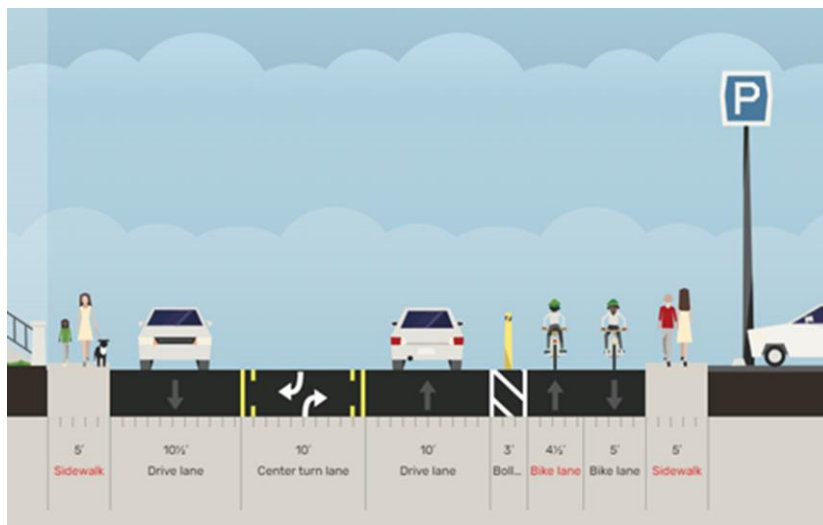 P
5'
Sidewalk
10½'
Drive lane
10'
Center turn lane
10'
Drive lane
3'
Boll...
4½'
Bike lane
5'
Bike lane
5'
Sidewalk